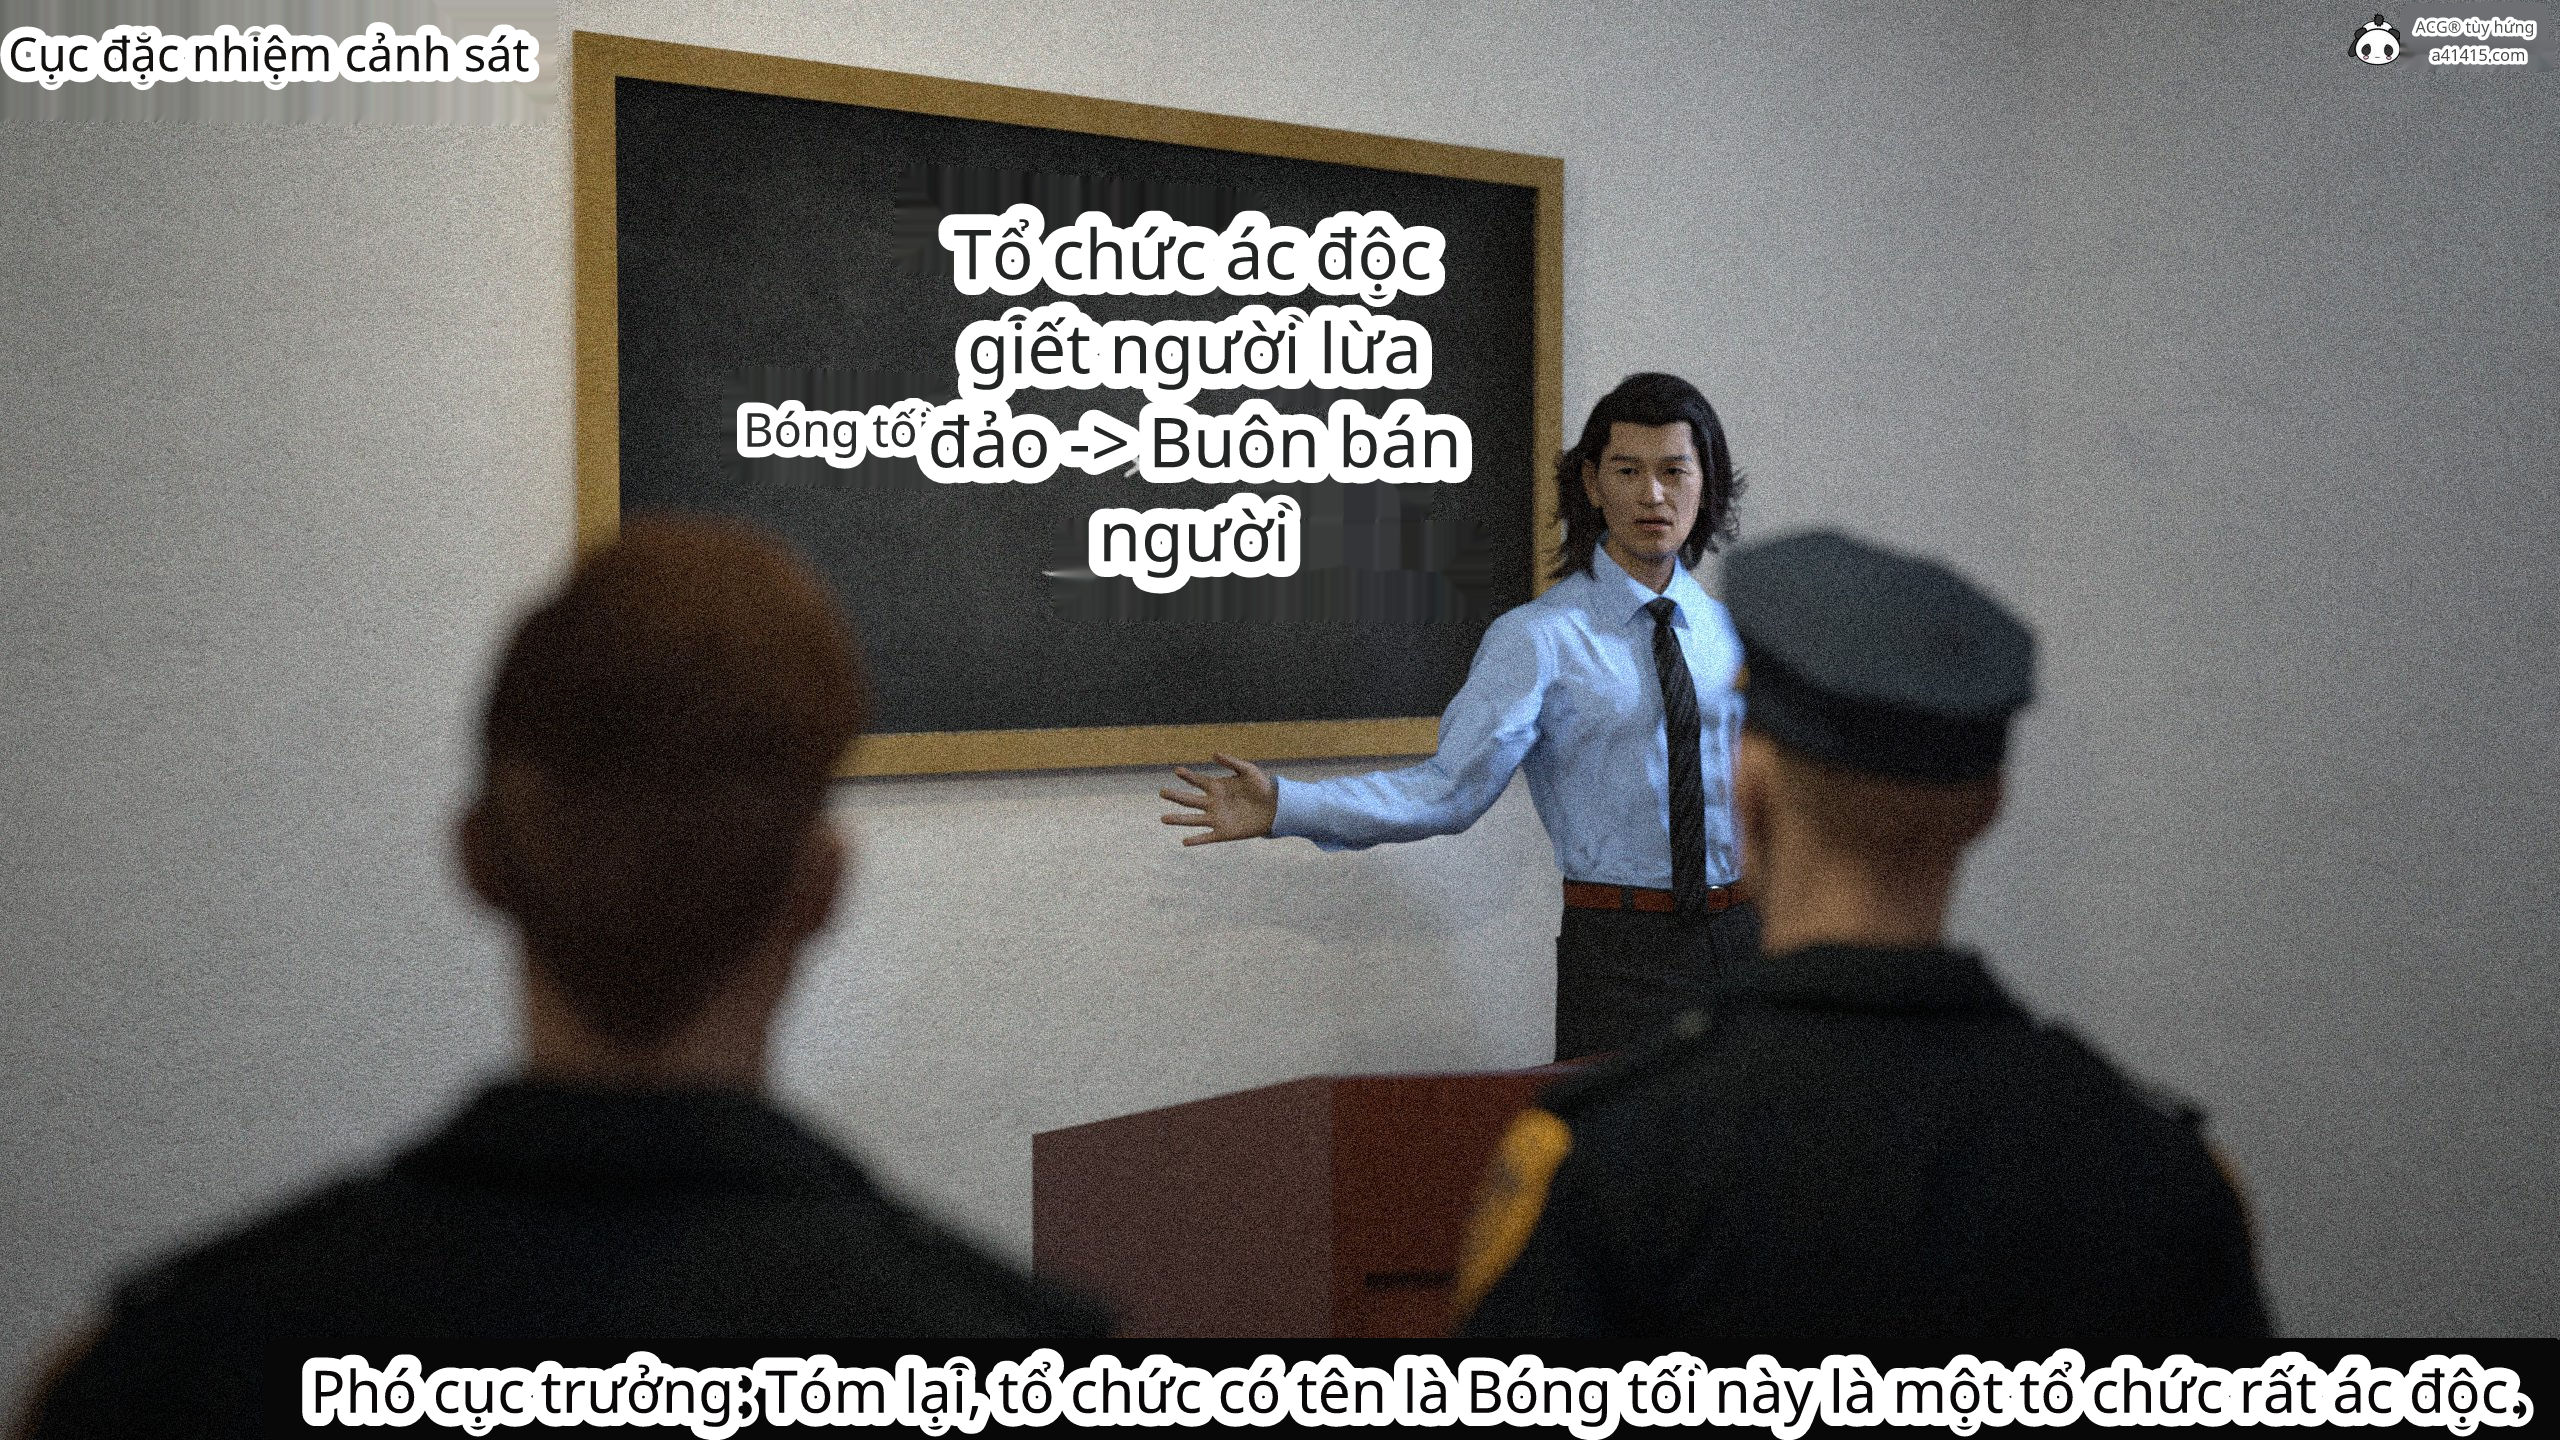 Cục đặc nhiệm cảnh sát
ACG® tùy hứng
a41415.com
Tổ chức ác độc
giết người lừa
Bóng tối
đảo -> Buôn bán
người
Phó cục trưởng: Tóm lại, tổ chức có tên là Bóng tối này là một tổ chức rất ác độc.